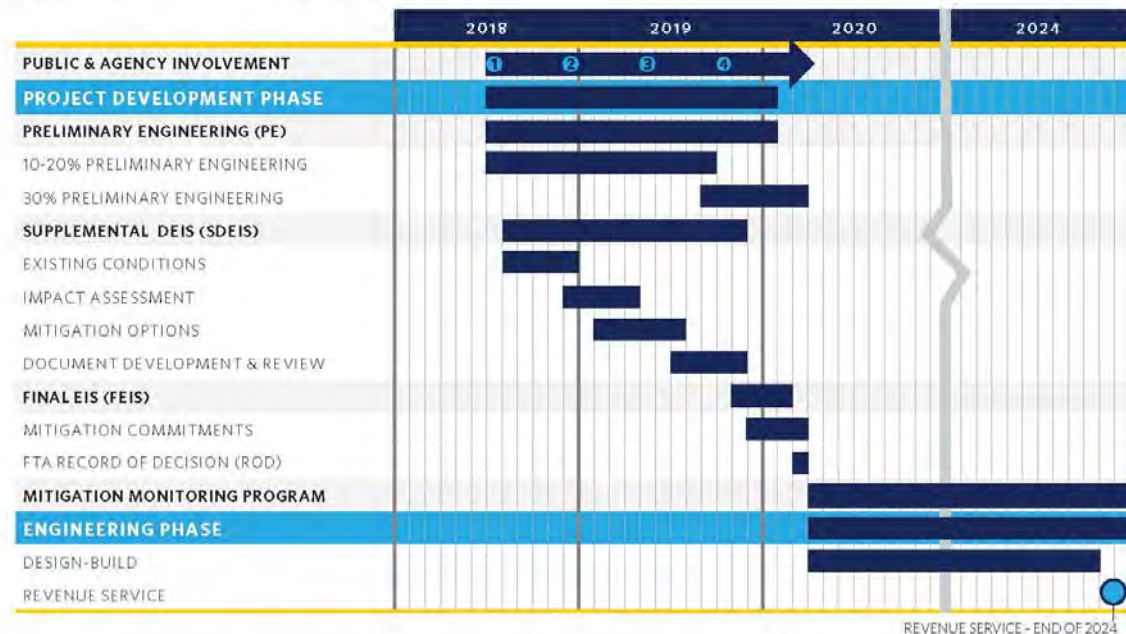 2018 2019 2020 2024
PUBLIC & AGENCY INVOLVEMENT 1 2 3 4
PROJECT DEVELOPMENT PHASE
PRELIMINARY ENGINEERING (PE)
10-20% PRELIMINARY ENGINEERING
30% PRELIMINARY ENGINEERING
SUPPLEMENTAL DEIS (SDEIS)
EXISTING CONDITIONS
IMPACT ASSESSMENT
MITIGATION OPTIONS
DOCUMENT DEVELOPMENT & REVIEW
FINAL EIS (FEIS)
MITIGATION COMMITMENTS
FTA RECORD OF DECISION (ROD)
MITIGATION MONITORING PROGRAM
ENGINEERING PHASE
DESIGN-BUILD
REVENUE SERVICE
REVENUE SERVICE - END OF 2024